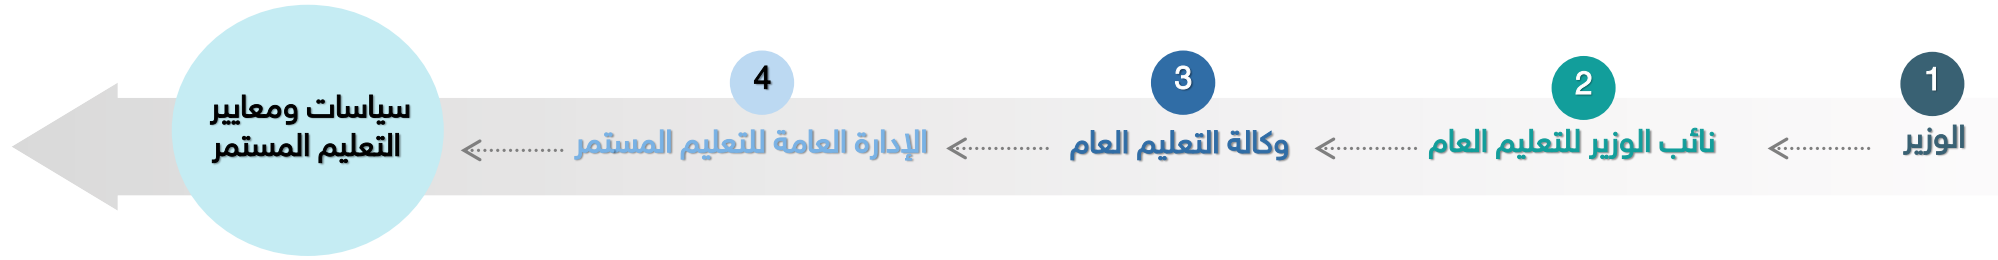 1
الوزير
2
نائب الوزير للتعليم العام
3
وكالة التعليم العام
4
الإدارة العامة للتعليم المستمر
سياسات ومعايير
التعليم المستمر